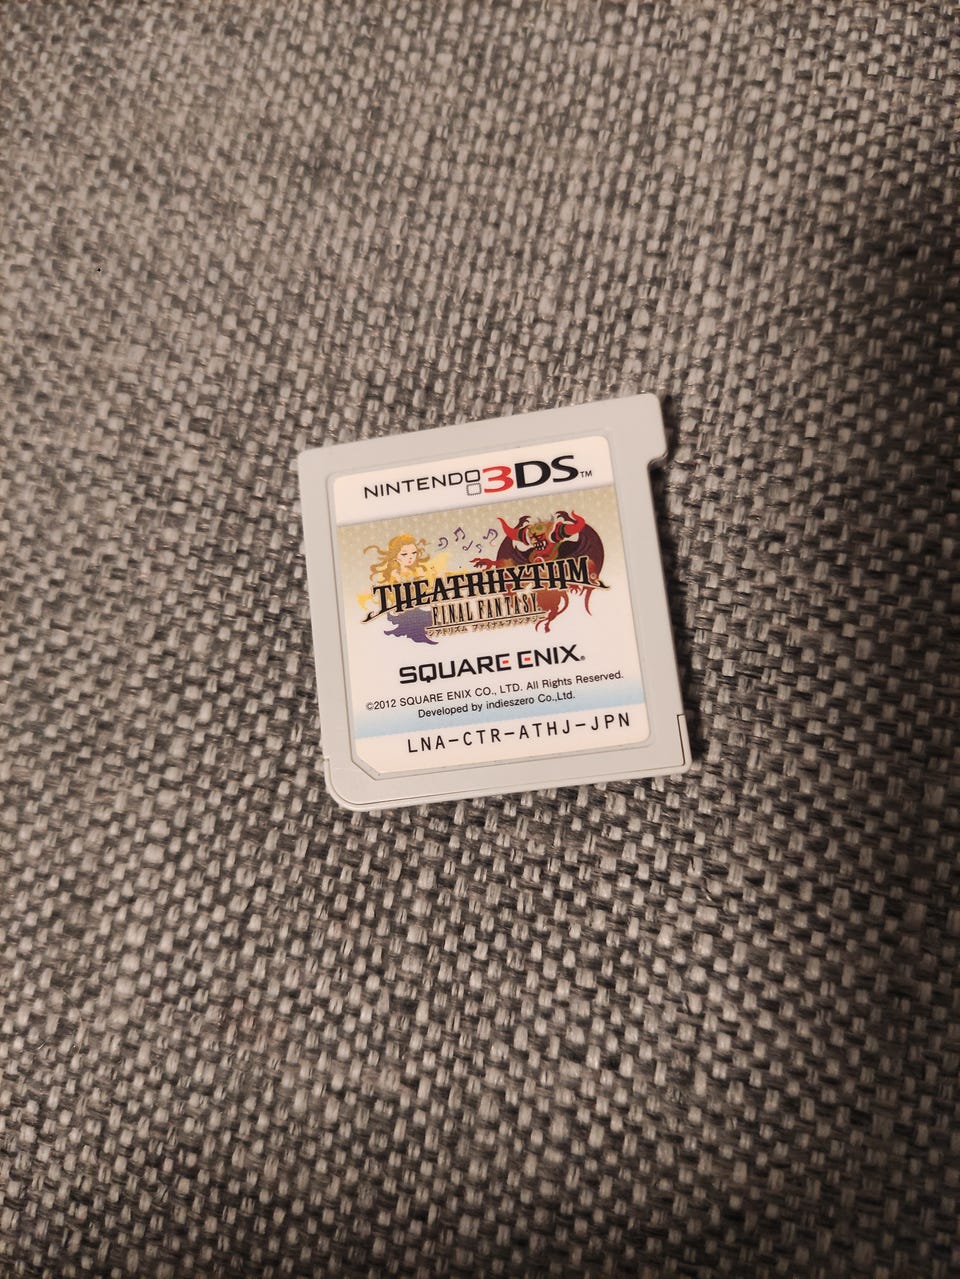 NINTENDO 3DS™
THEATRHYTHM
FINAL FANTASY.
シアトリズム ファイナルファンタジー
SQUARE ENIX®
©2012 SQUARE ENIX CO., LTD. All Rights Reserved.
Developed by indieszero Co.,Ltd.
LNA-CTR-ATHJ-JPN